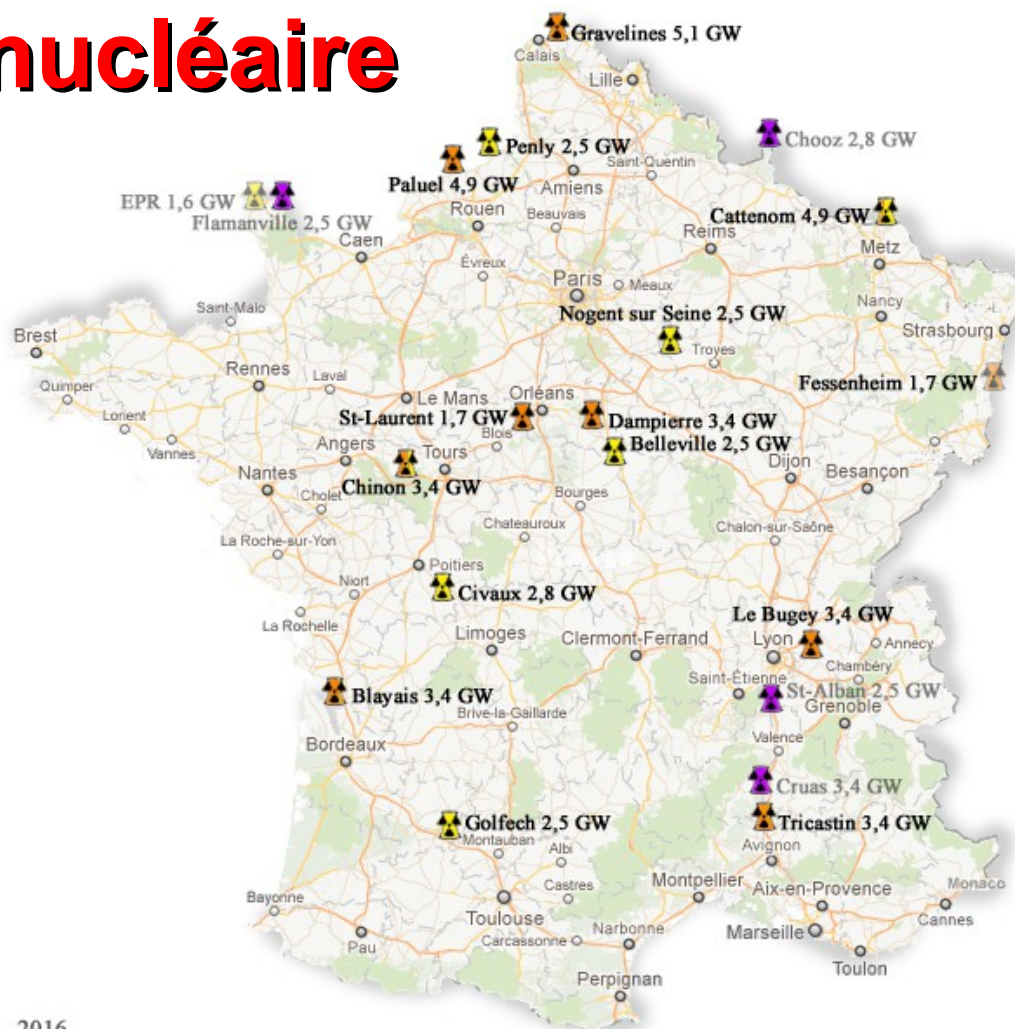 nucléaire
Gravelines 5,1 GW
Calais
Lille
Chooz 2,8 GW
Penly 2,5 GW
Saint-Quentin
Paluel 4,9 GW
Amiens
EPR 1,6 GW
Flamanville 2,5 GW
Rouen
Beauvais
Cattenom 4,9 GW
Reims
Caen
Metz
Évreux
Paris
Meaux
Nancy
Saint-Malo
Nogent sur Seine 2,5 GW
Strasbourg
Brest
Troyes
Rennes
Laval
Fessenheim 1,7 GW
Quimper
Le Mans
Orléans
St-Laurent 1,7 GW
Dampierre 3,4 GW
Lorient
Blois
Belleville 2,5 GW
Vannes
Angers
Tours
Dijon
Besançon
Nantes
Chinon 3,4 GW
Cholet
Bourges
Chateauroux
Chalon-sur-Saône
La Roche-sur-Yon
Poitiers
Niort
Civaux 2,8 GW
La Rochelle
Le Bugey 3,4 GW
Limoges
Clermont-Ferrand
Lyon
Annecy
Chambéry
Saint-Étienne
St-Alban 2,5 GW
Blayais 3,4 GW
Grenoble
Brive-la-Gaillarde
Valence
Bordeaux
Cruas 3,4 GW
Golfech 2,5 GW
Tricastin 3,4 GW
Montauban
Albi
Avignon
Castres
Montpellier
Aix-en-Provence
Monaco
Bayonne
Toulouse
Cannes
Pau
Carcassonne
Narbonne
Marseille
Toulon
Perpignan
2016